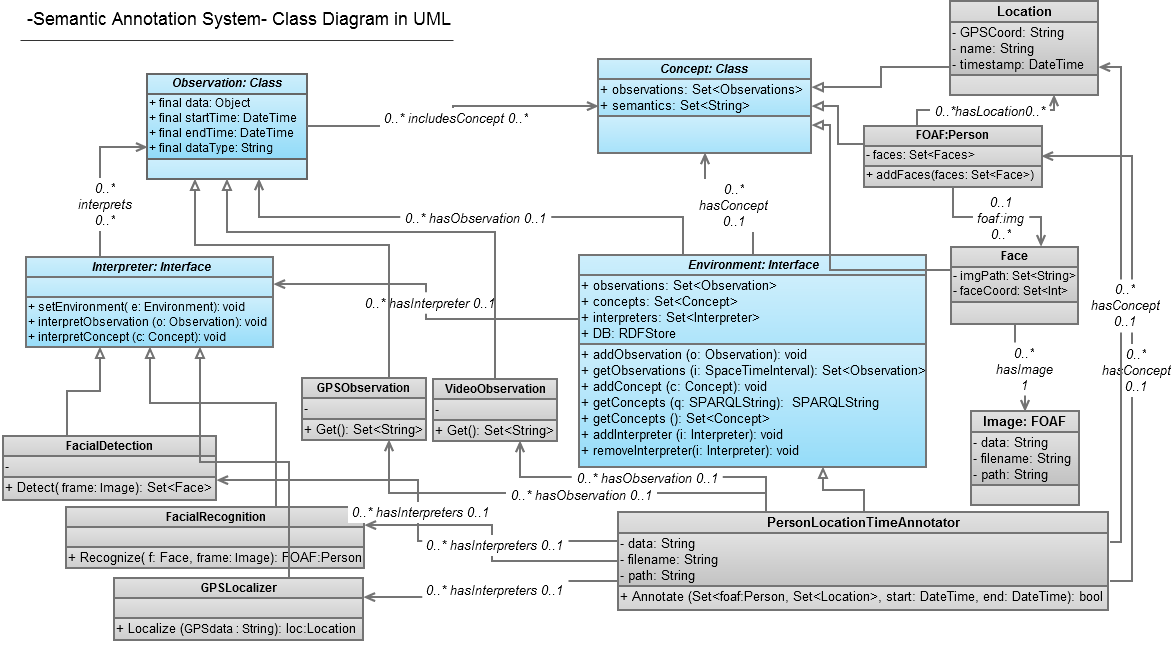 -Semantic Annotation System- Class Diagram in UML
Observation: Class
+ final data: Object
+ final startTime: DateTime
+ final endTime: DateTime
+ final dataType: String
0..* includesConcept 0..*
Concept: Class
+ observations: Set<Observations>
+ semantics: Set<String>
Location
- GPSCoord: String
- name: String
- timestamp: DateTime
0..*hasLocation0..*
FOAF:Person
- faces: Set<Faces>
+ addFaces(faces: Set<Face>)
0..1
foaf:img
0..*
0..*
interprets
0..*
0..* hasObservation 0..1
0..*
hasConcept
0..1
Interpreter: Interface
+ setEnvironment( e: Environment): void
+ interpretObservation (o: Observation): void
+ interpretConcept (c: Concept): void
0..* hasInterpreter 0..1
Environment: Interface
+ observations: Set<Observation>
+ concepts: Set<Concept>
+ interpreters: Set<Interpreter>
+ DB: RDFStore
+ addObservation (o: Observation): void
+ getObservations (i: SpaceTimeInterval): Set<Observation>
+ addConcept (c: Concept): void
+ getConcepts (q: SPARQLString): SPARQLString
+ getConcepts (): Set<Concept>
+ addInterpreter (i: Interpreter): void
+ removeInterpreter(i: Interpreter): void
Face
- imgPath: Set<String>
- faceCoord: Set<Int>
0..*
hasConcept
0..1
0..*
hasImage
1
0..*
hasConcept
0..1
Image: FOAF
- data: String
- filename: String
- path: String
GPSObservation
-
+ Get(): Set<String>
VideoObservation
-
+ Get(): Set<String>
FacialDetection
-
+ Detect( frame: Image): Set<Face>
0..* hasObservation 0..1
0..* hasObservation 0..1
FacialRecognition
+ Recognize( f: Face, frame: Image): FOAF:Person
0..* hasInterpreters 0..1
0..* hasInterpreters 0..1
PersonLocationTimeAnnotator
- data: String
- filename: String
- path: String
+ Annotate (Set<foaf:Person, Set<Location>, start: DateTime, end: DateTime): bool
GPSLocalizer
+ Localize (GPSdata : String): loc:Location
0..* hasInterpreters 0..1